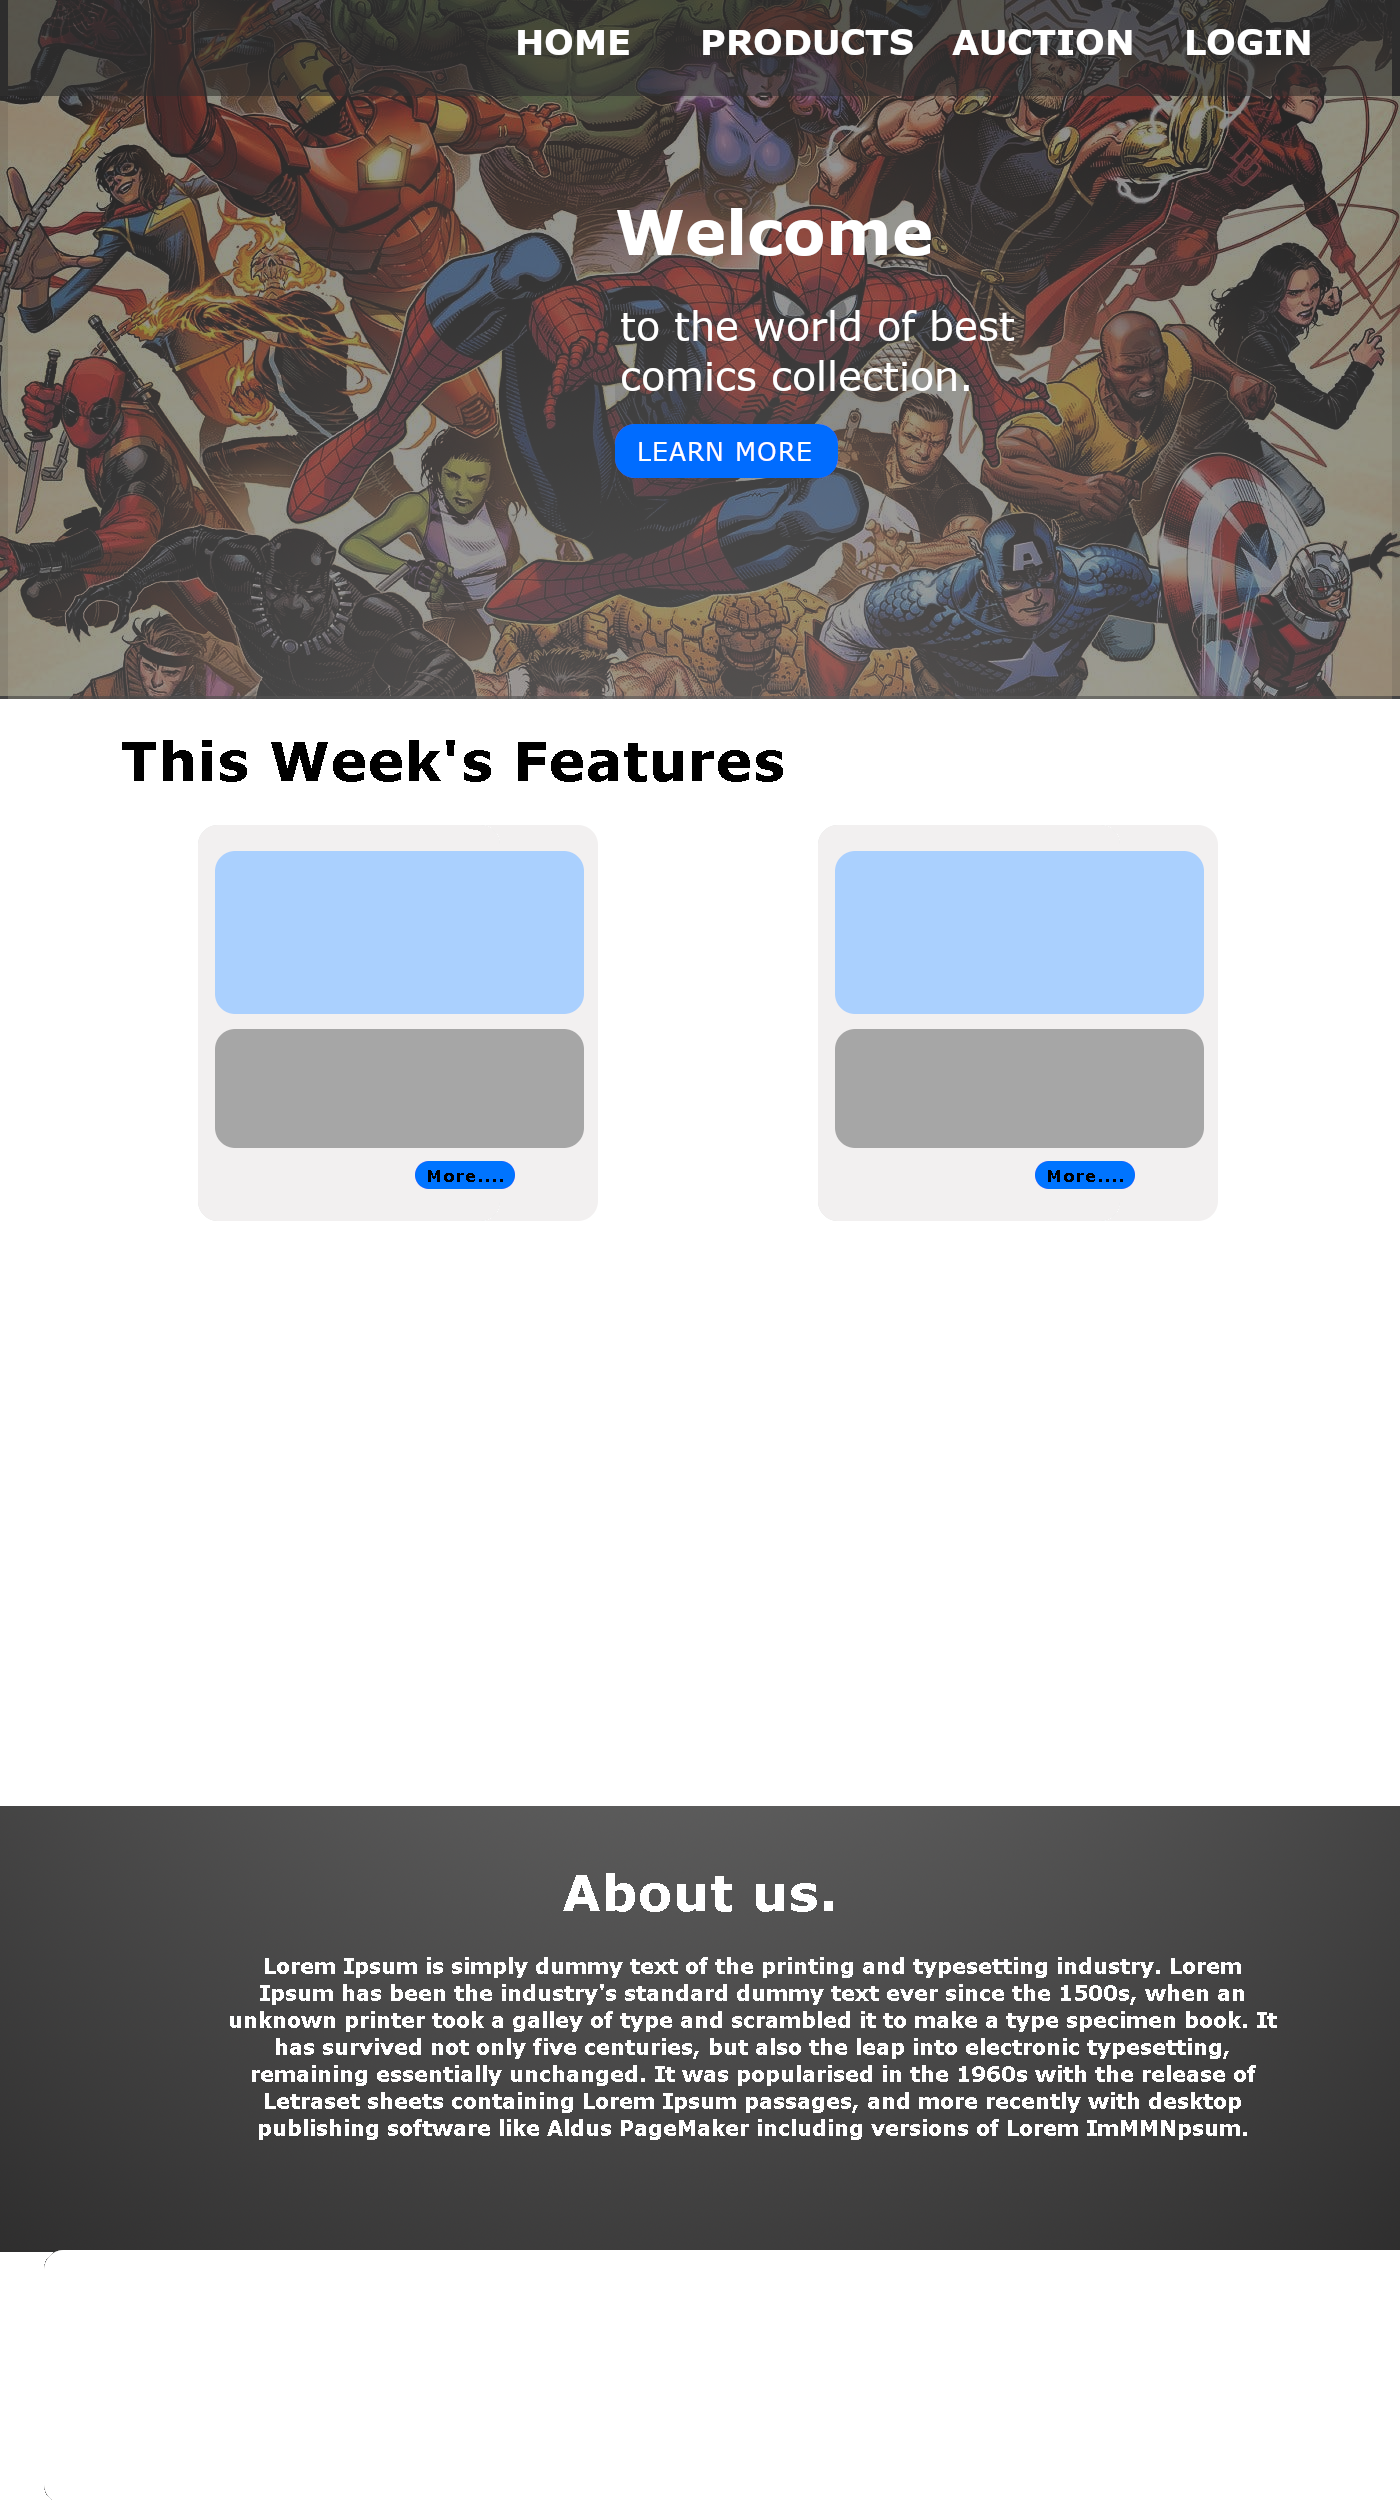 HOME PRODUCTS AUCTION LOGIN
Welcome
to the world of best
comics collection.
LEARN MORE
This Week's Features
More.... More....
About us.
Lorem Ipsum is simply dummy text of the printing and typesetting industry. Lorem
Ipsum has been the industry's standard dummy text ever since the 1500s, when an
unknown printer took a galley of type and scrambled it to make a type specimen book. It
has survived not only five centuries, but also the leap into electronic typesetting,
remaining essentially unchanged. It was popularised in the 1960s with the release of
Letraset sheets containing Lorem Ipsum passages, and more recently with desktop
publishing software like Aldus PageMaker including versions of Lorem ImMMNpsum.